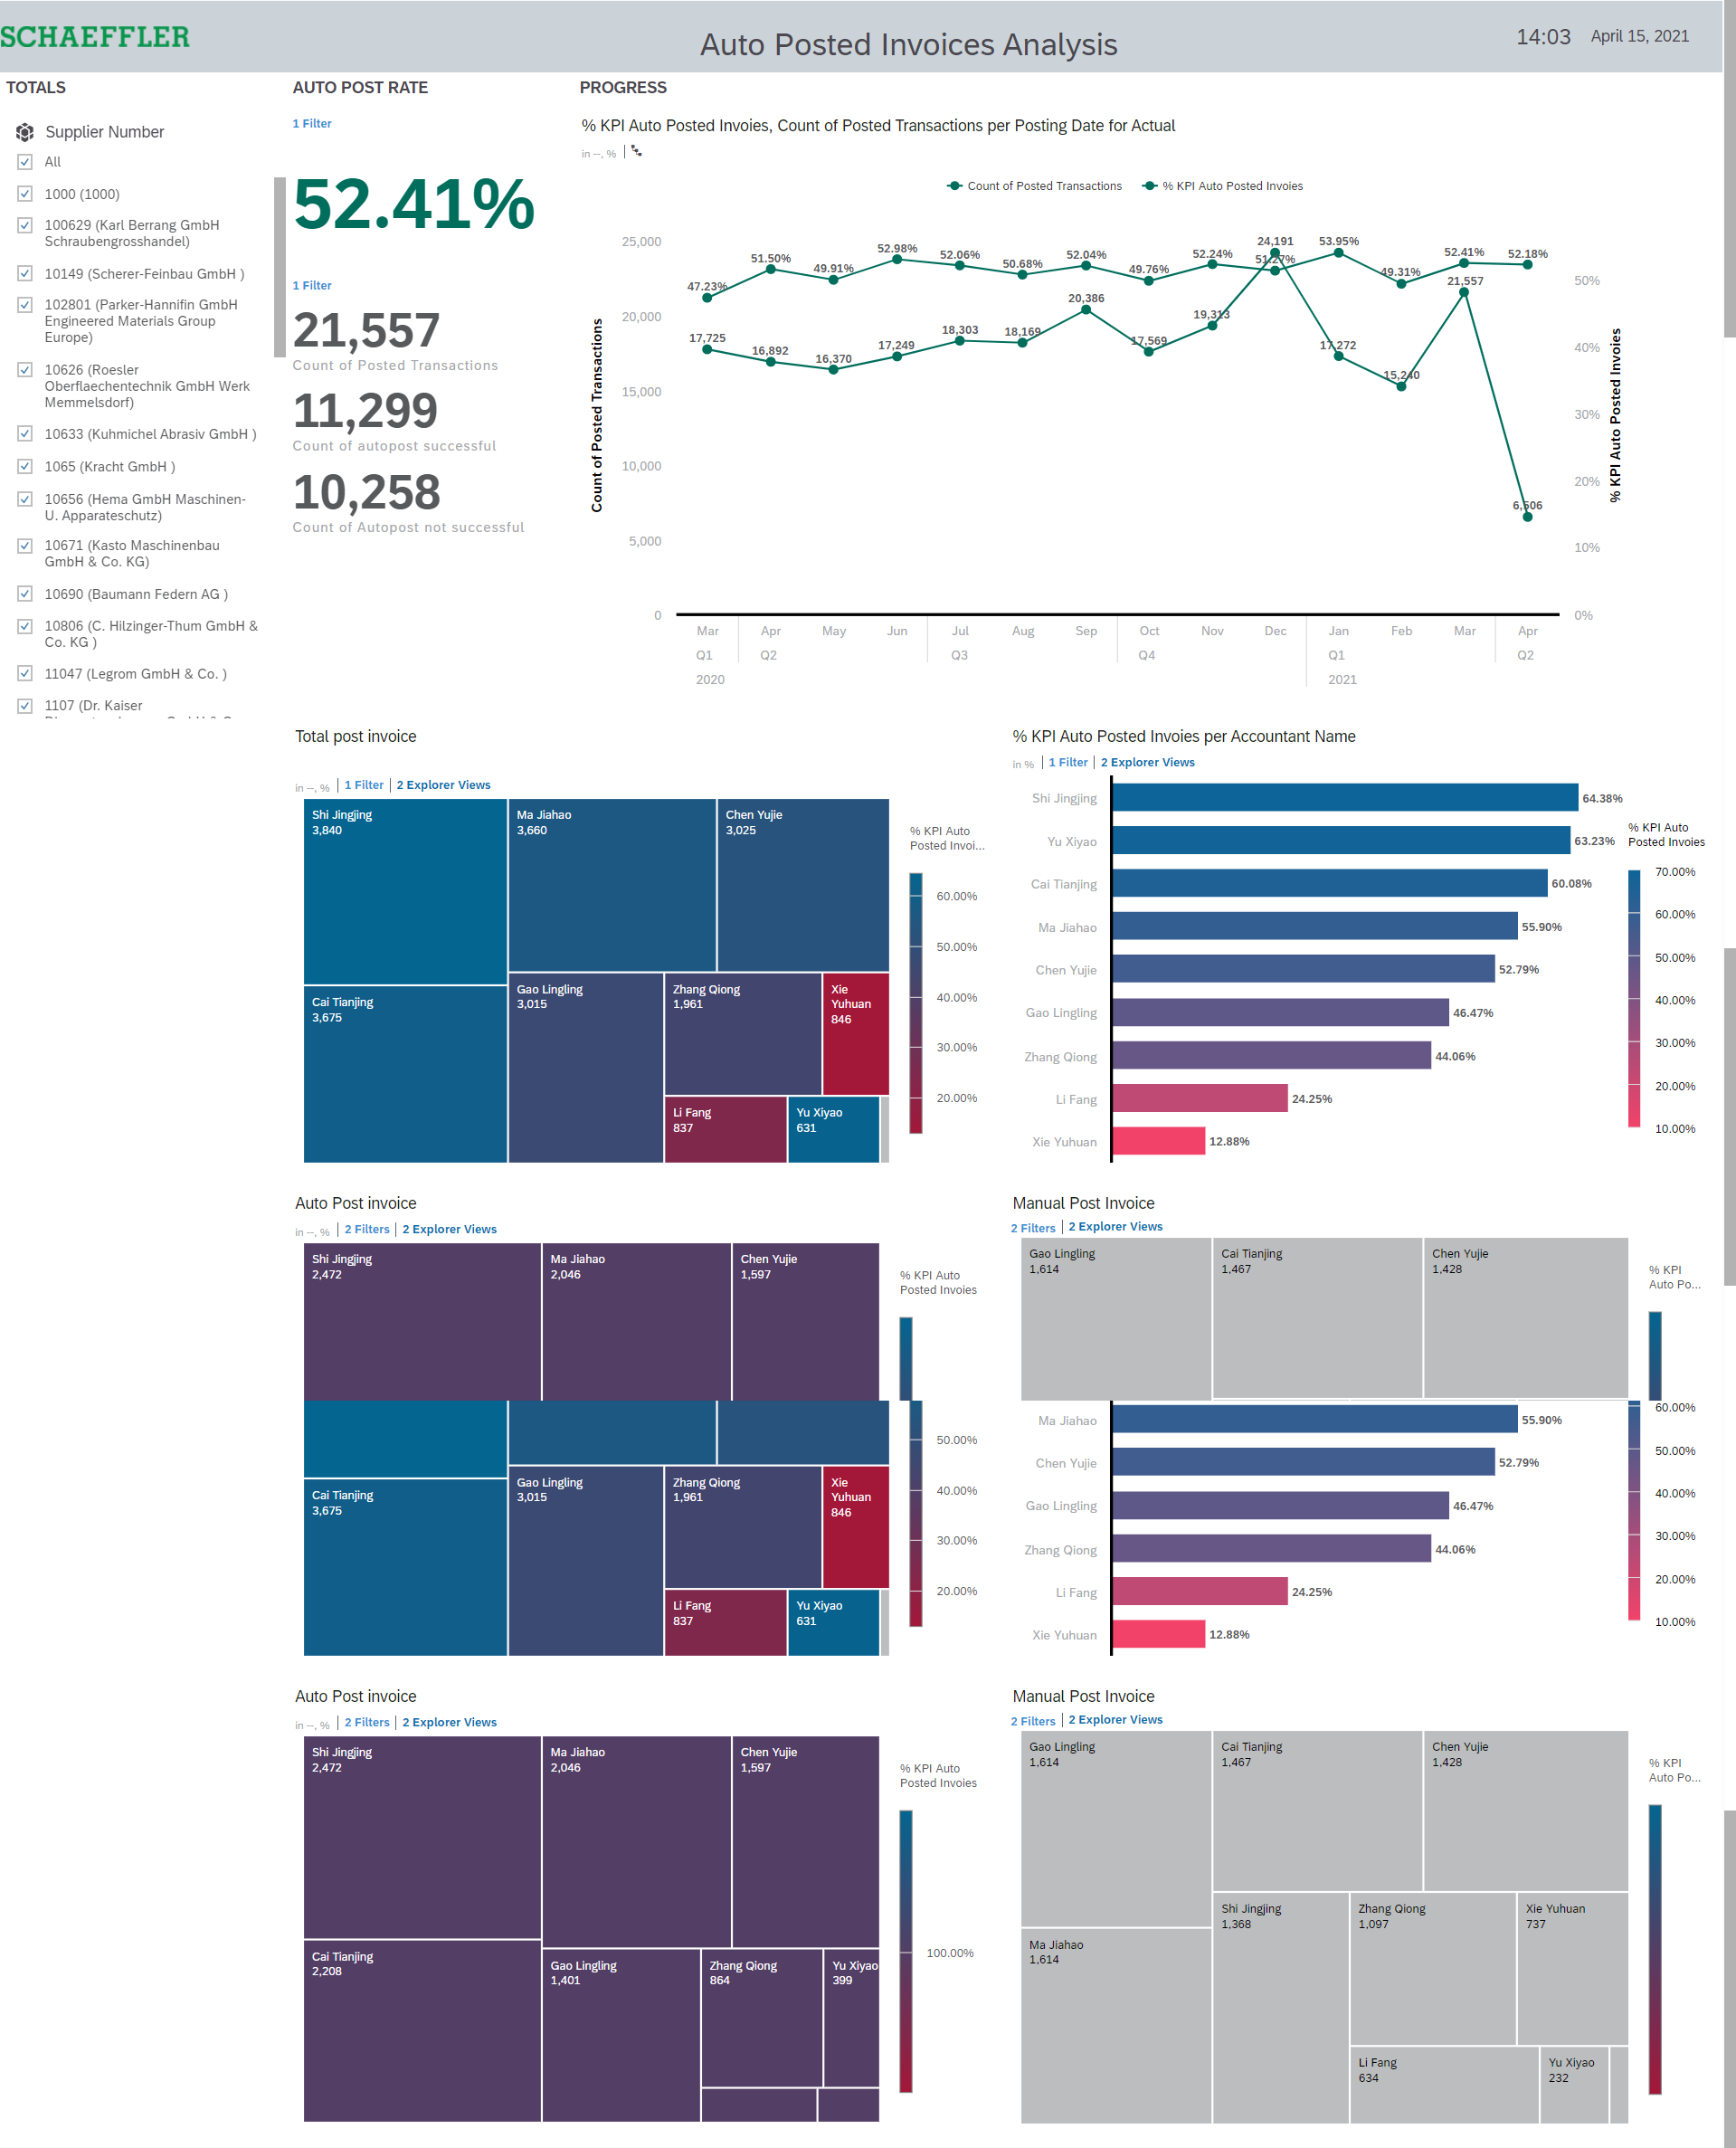 SCHAEFFLER
Auto Posted Invoices Analysis
14:03 April 15, 2021
TOTALS
Supplier Number
All
1000 (1000)
100629 (Karl Berrang GmbH
Schraubengrosshandel)
10149 (Scherer-Feinbau GmbH )
102801 (Parker-Hannifin GmbH
Engineered Materials Group
Europe)
10626 (Roesler
Oberflaechentechnik GmbH Werk
Memmelsdorf)
10633 (Kuhmichel Abrasiv GmbH )
1065 (Kracht GmbH )
10656 (Hema GmbH Maschinen-
U. Apparateschutz)
10671 (Kasto Maschinenbau
GmbH & Co. KG)
10690 (Baumann Federn AG )
10806 (C. Hilzinger-Thum GmbH &
Co. KG )
11047 (Legrom GmbH & Co. )
1107 (Dr. Kaiser
AUTO POST RATE
1 Filter
52.41%
1 Filter
21,557
Count of Posted Transactions
11,299
Count of autopost successful
10,258
Count of Autopost not successful
PROGRESS
% KPI Auto Posted Invoies, Count of Posted Transactions per Posting Date for Actual
in --, %
Count of Posted Transactions % KPI Auto Posted Invoies
Count of Posted Transactions
25,000
20,000
15,000
10,000
5,000
0
47.23% 51.50% 49.91% 52.98% 52.06% 50.68% 52.04% 49.76% 52.24% 51.27% 53.95% 49.31% 52.41% 52.18%
17,725 16,892 16,370 17,249 18,303 18,169 20,386 17,569 19,313 24,191 17,272 15,240 21,557 6,506
50%
40%
30%
20%
10%
0%
% KPI Auto Posted Invoies
Mar Apr May Jun Jul Aug Sep Oct Nov Dec Jan Feb Mar Apr
Q1 Q2 Q3 Q4 Q1 Q2
2020 2021
Total post invoice
in --, % 1 Filter 2 Explorer Views
Shi Jingjing
3,840
Ma Jiahao
3,660
Chen Yujie
3,025
Cai Tianjing
3,675
Gao Lingling
3,015
Zhang Qiong
1,961
Xie
Yuhuan
846
Li Fang
837
Yu Xiyao
631
% KPI Auto
Posted Invoi...
60.00%
50.00%
40.00%
30.00%
20.00%
% KPI Auto Posted Invoies per Accountant Name
in % 1 Filter 2 Explorer Views
Shi Jingjing 64.38%
Yu Xiyao 63.23%
Cai Tianjing 60.08%
Ma Jiahao 55.90%
Chen Yujie 52.79%
Gao Lingling 46.47%
Zhang Qiong 44.06%
Li Fang 24.25%
Xie Yuhuan 12.88%
% KPI Auto
Posted Invoies
70.00%
60.00%
50.00%
40.00%
30.00%
20.00%
10.00%
Auto Post invoice
in --, % 2 Filters 2 Explorer Views
Shi Jingjing
2,472
Ma Jiahao
2,046
Chen Yujie
1,597
% KPI Auto
Posted Invoies
Manual Post Invoice
2 Filters 2 Explorer Views
Gao Lingling
1,614
Cai Tianjing
1,467
Chen Yujie
1,428
% KPI
Auto Po...
Cai Tianjing
3,675
Gao Lingling
3,015
Zhang Qiong
1,961
Xie
Yuhuan
846
Li Fang
837
Yu Xiyao
631
50.00%
40.00%
30.00%
20.00%
Ma Jiahao 55.90%
Chen Yujie 52.79%
Gao Lingling 46.47%
Zhang Qiong 44.06%
Li Fang 24.25%
Xie Yuhuan 12.88%
60.00%
50.00%
40.00%
30.00%
20.00%
10.00%
Auto Post invoice
in --, % 2 Filters 2 Explorer Views
Shi Jingjing
2,472
Ma Jiahao
2,046
Chen Yujie
1,597
Cai Tianjing
2,208
Gao Lingling
1,401
Zhang Qiong
864
Yu Xiyao
399
% KPI Auto
Posted Invoies
100.00%
Manual Post Invoice
2 Filters 2 Explorer Views
Gao Lingling
1,614
Cai Tianjing
1,467
Chen Yujie
1,428
Ma Jiahao
1,614
Shi Jingjing
1,368
Zhang Qiong
1,097
Xie Yuhuan
737
Li Fang
634
Yu Xiyao
232
% KPI
Auto Po...